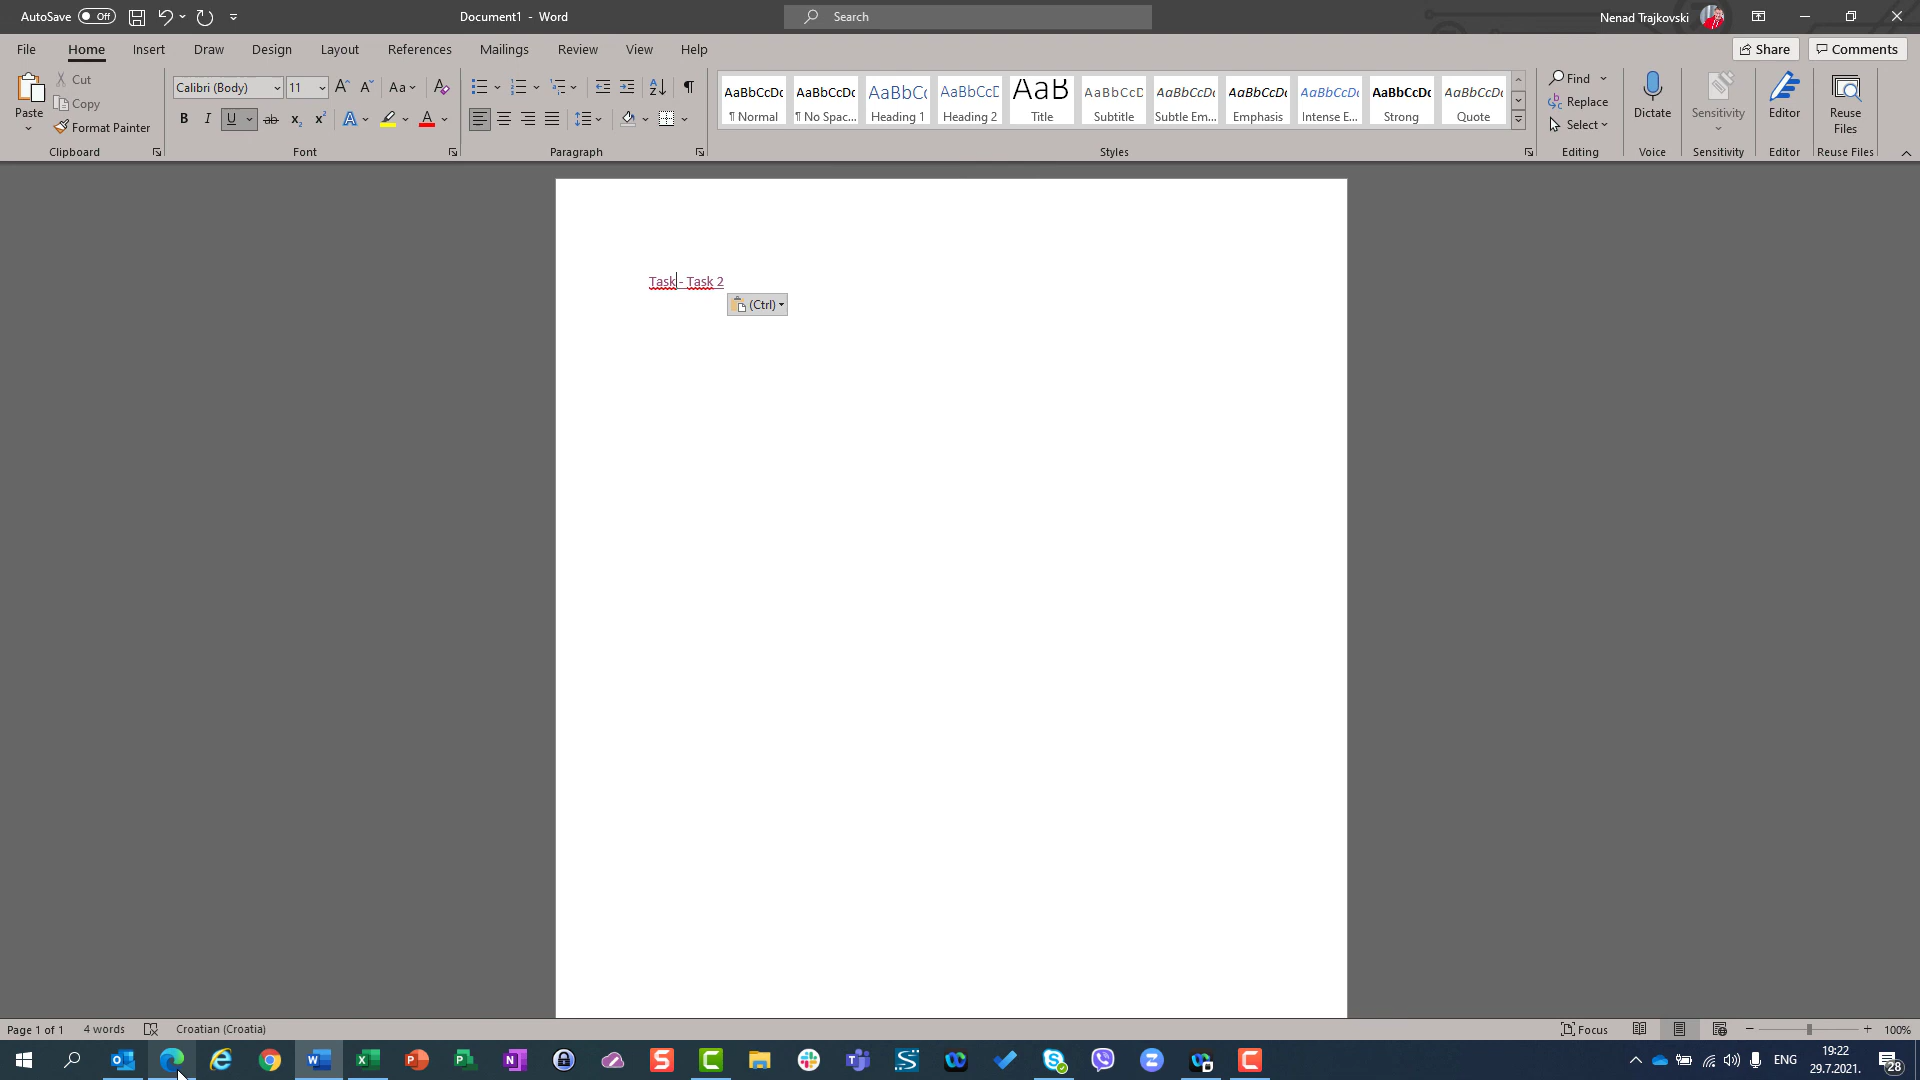 AutoSave Off Document1 - Word Search Nenad Trajkovski
File Home Insert Draw Design Layout References Mailings Review View Help Share Comments
Paste
Cut
Copy
Format Painter
Clipboard
Calibri (Body) 11
Font
Paragraph
AaBbCcDc ¶ Normal
AaBbCcDc ¶ No Spac...
AaBbC Heading 1
AaBbCcD Heading 2
AaB Title
AaBbCcD Subtitle
AaBbCcDc Subtle Em...
AaBbCcDc Emphasis
AaBbCcDc Intense E...
AaBbCcDc Strong
AaBbCcDc Quote
Styles
Find
Replace
Select
Editing
Dictate
Voice
Sensitivity
Sensitivity
Editor
Editor
Reuse
Files
Reuse Files
Task - Task 2
(Ctrl)
Page 1 of 1 4 words Croatian (Croatia) Focus 100%
ENG
19:22
29.7.2021.
28